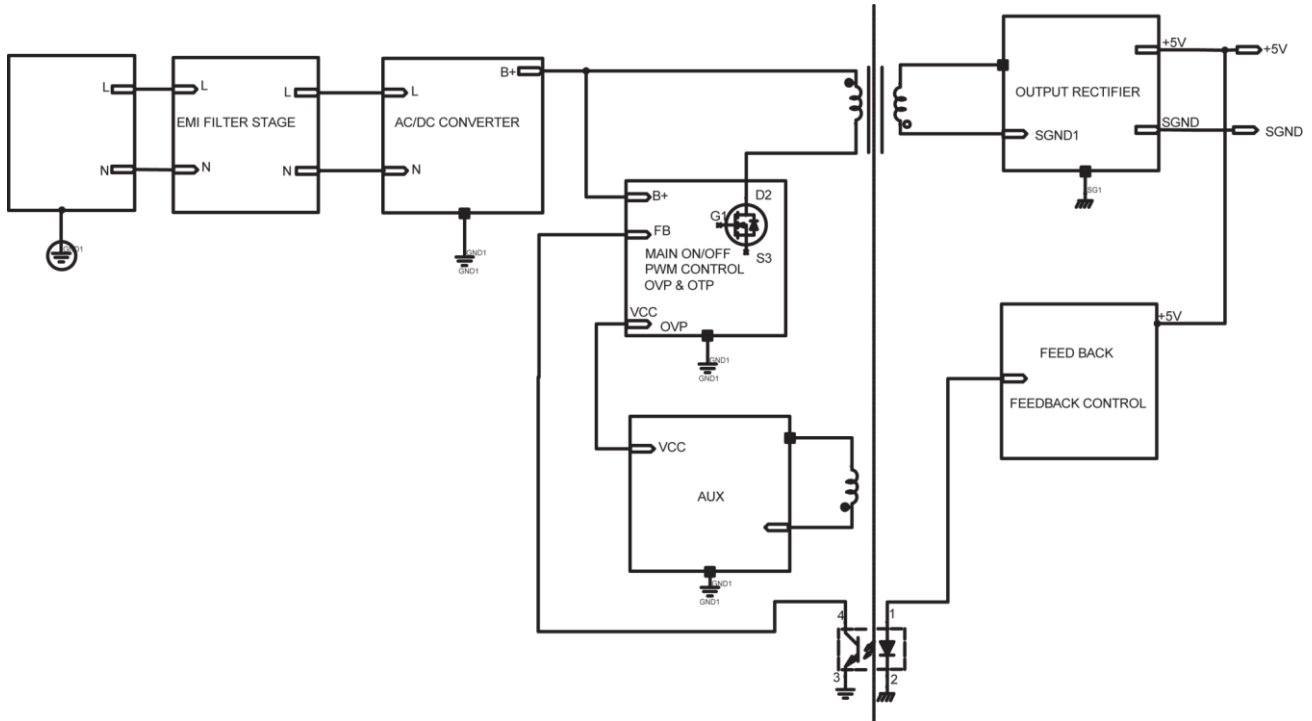 L
N
GND1
L
N
EMI FILTER STAGE
L
N
L
N
AC/DC CONVERTER
B+
GND1
GND1
B+
FB
D2
G1
S3
MAIN ON/OFF
PWM CONTROL
OVP & OTP
VCC
OVP
GND1
GND1
VCC
AUX
GND1
GND1
4
3
1
2
+5V
OUTPUT RECTIFIER
SGND1
SGND
SG1
+5V
SGND
+5V
FEED BACK
FEEDBACK CONTROL